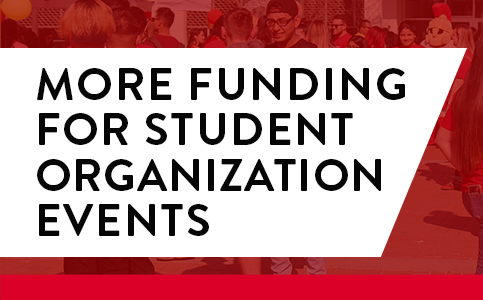 MORE FUNDING
FOR STUDENT
ORGANIZATION
EVENTS